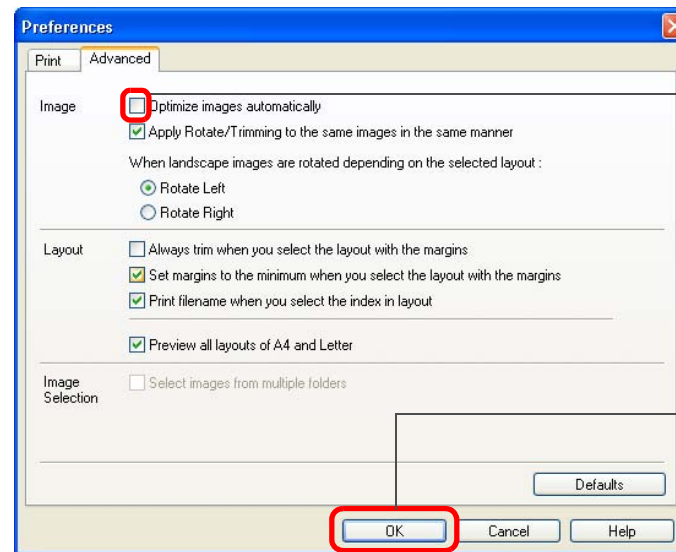 Preferences
Print Advanced
Image Optimize images automatically
Apply Rotate/Trimming to the same images in the same manner
When landscape images are rotated depending on the selected layout :
Rotate Left
Rotate Right
Layout Always trim when you select the layout with the margins
Set margins to the minimum when you select the layout with the margins
Print filename when you select the index in layout
Preview all layouts of A4 and Letter
Image Selection Select images from multiple folders
Defaults
OK Cancel Help